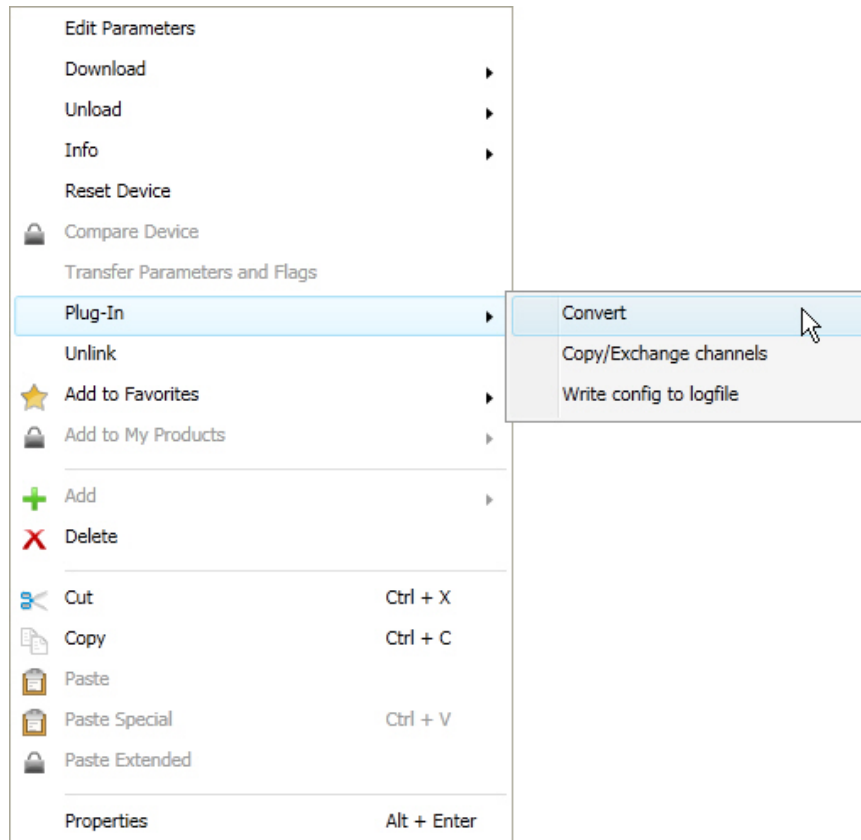 Edit Parameters
Download
Unload
Info
Reset Device
Compare Device
Transfer Parameters and Flags
Plug-In
Convert
Unlink
Copy/Exchange channels
Add to Favorites
Write config to logfile
Add to My Products
Add
Delete
Cut Ctrl + X
Copy Ctrl + C
Paste
Paste Special Ctrl + V
Paste Extended
Properties Alt + Enter